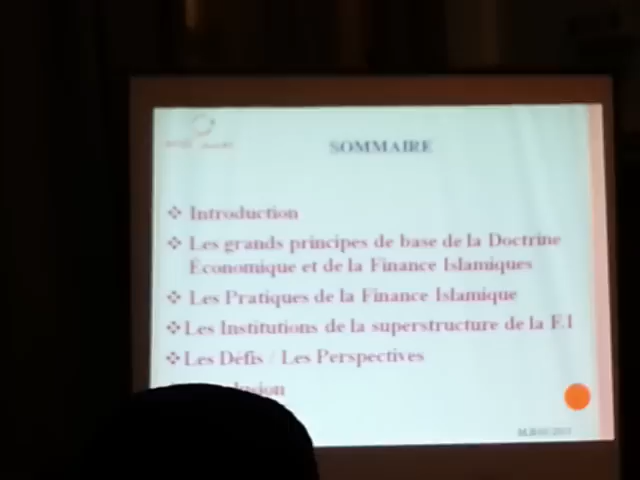 SOMMAIRE
❖ Introduction
❖ Les grands principes de base de la Doctrine
Économique et de la Finance Islamiques
❖ Les Pratiques de la Finance Islamique
❖ Les Institutions de la superstructure de la F.I
❖ Les Défis / Les Perspectives